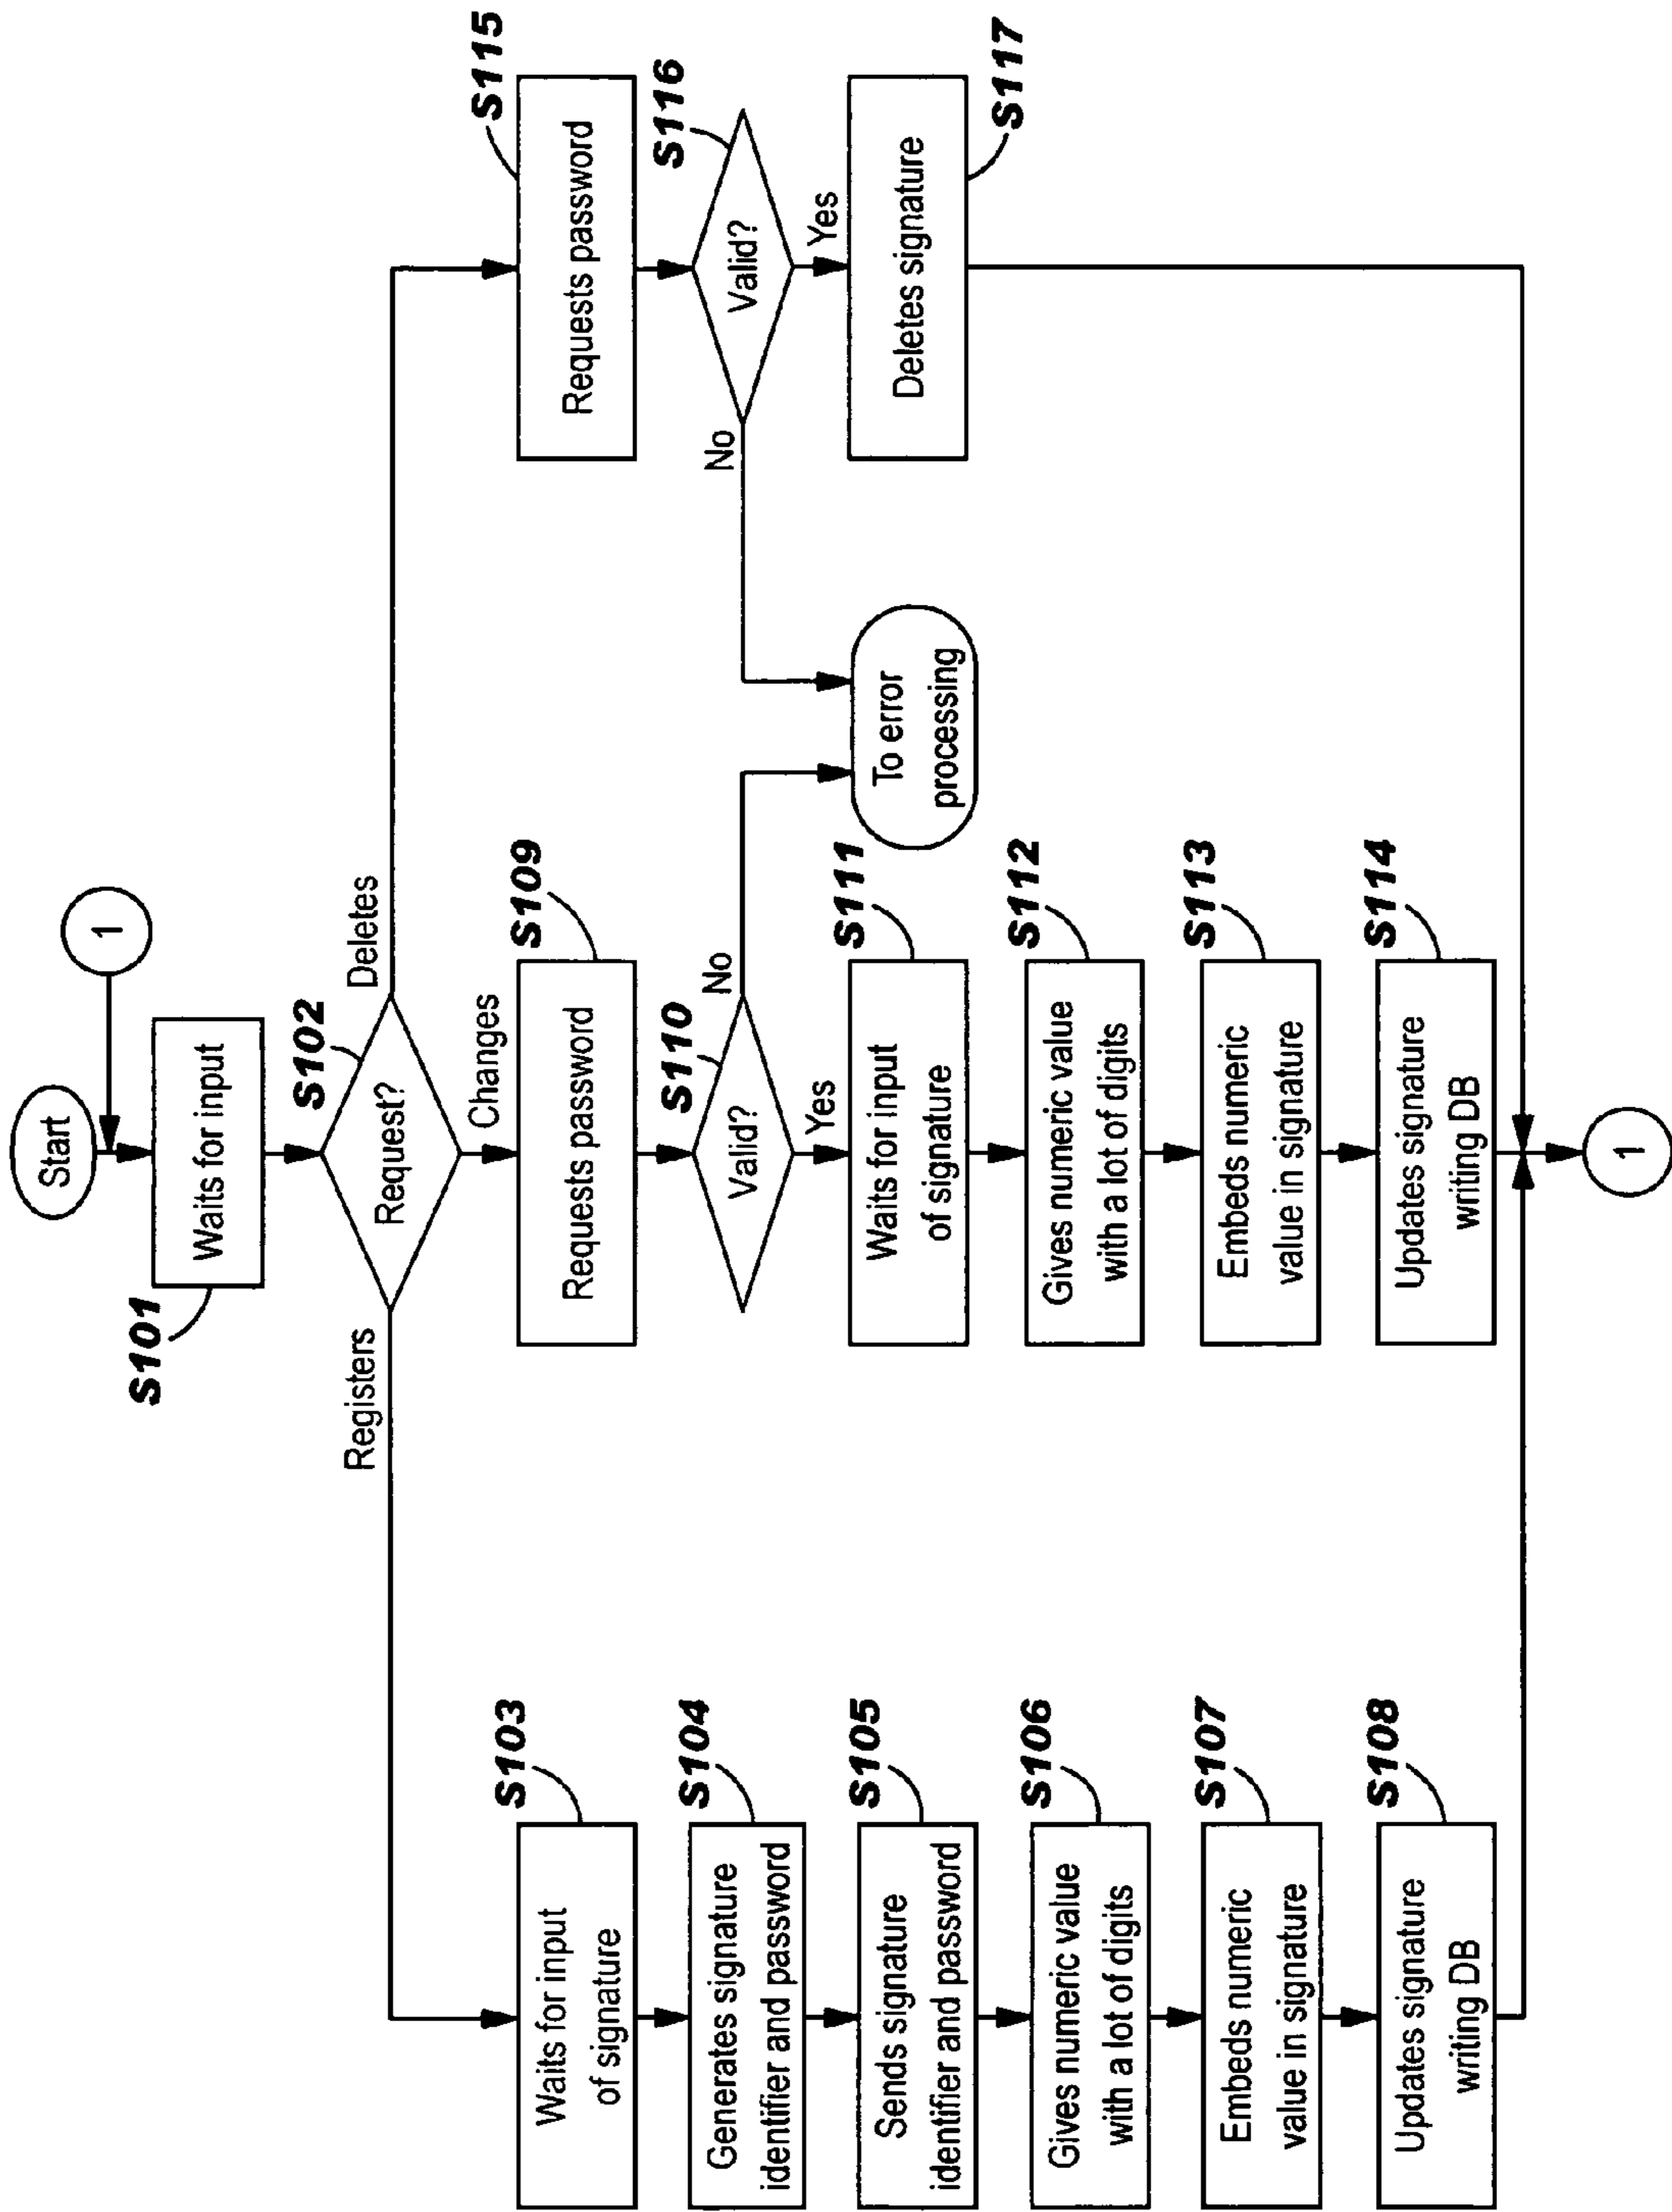 Start
1
S101
Waits for input
S102
Request?
Registers
Changes
Deletes
S103
Waits for input
of signature
S104
Generates signature
identifier and password
S105
Sends signature
identifier and password
S106
Gives numeric value
with a lot of digits
S107
Embeds numeric
value in signature
S108
Updates signature
writing DB
S109
Requests password
S110
Valid?
No
Yes
S111
Waits for input
of signature
S112
Gives numeric value
with a lot of digits
S113
Embeds numeric
value in signature
S114
Updates signature
writing DB
To error
processing
S115
Requests password
S116
Valid?
No
Yes
Deletes signature
S117
1